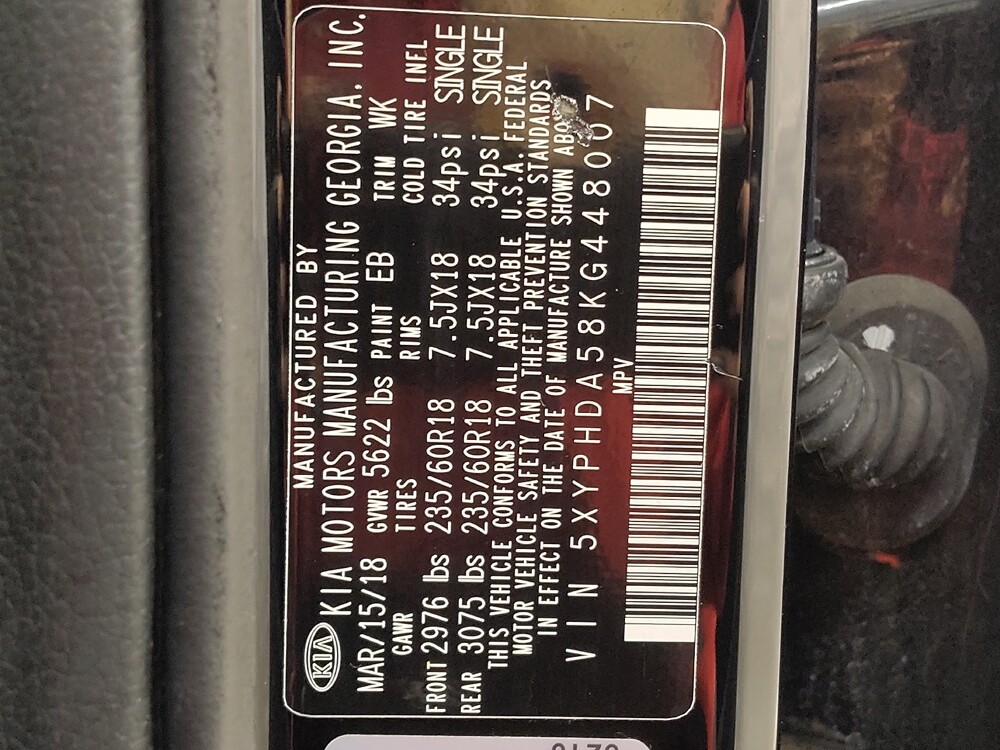 MANUFACTURED BY
KIA KIA MOTORS MANUFACTURING GEORGIA. INC.
MAR/15/18 GVWR 5622 lbs PAINT EB TRIM WK
GAWR TIRES RIMS COLD TIRE INFL
FRONT 2976 lbs 235/60R18 7.5JX18 34psi SINGLE
REAR 3075 lbs 235/60R18 7.5JX18 34psi SINGLE
THIS VEHICLE CONFORMS TO ALL APPLICABLE U.S.A. FEDERAL
MOTOR VEHICLE SAFETY AND THEFT PREVENTION STANDARDS
IN EFFECT ON THE DATE OF MANUFACTURE SHOWN
VIN 5XYPHDA58KG448007
MPV